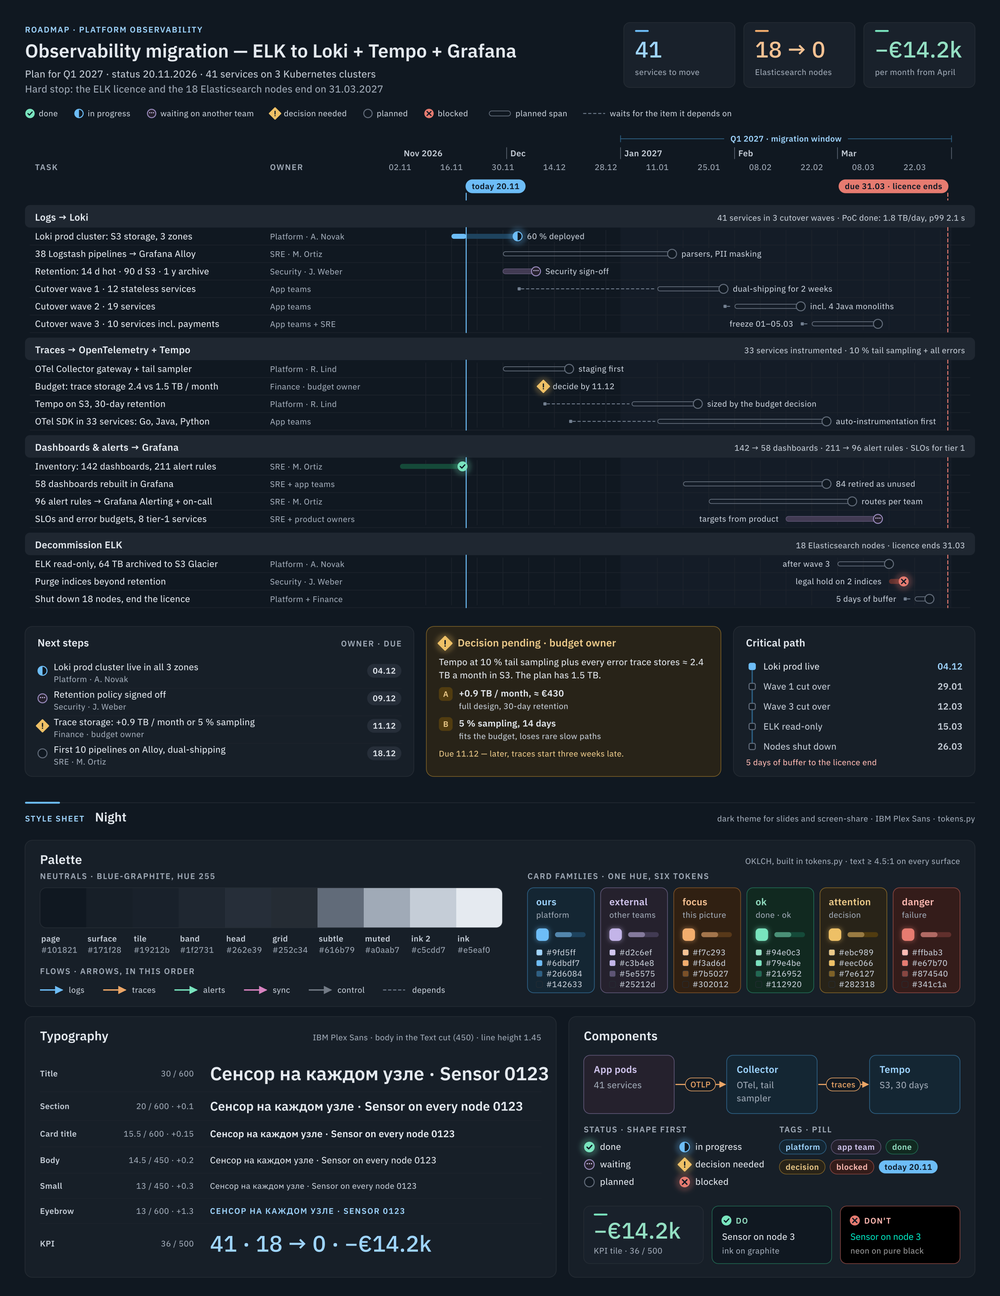 ROADMAP · PLATFORM OBSERVABILITY
Observability migration — ELK to Loki + Tempo + Grafana
Plan for Q1 2027 · status 20.11.2026 · 41 services on 3 Kubernetes clusters
Hard stop: the ELK licence and the 18 Elasticsearch nodes end on 31.03.2027
41
services to move
18 → 0
Elasticsearch nodes
−€14.2k
per month from April
done in progress waiting on another team decision needed planned blocked planned span waits for the item it depends on
Q1 2027 · migration window
Nov 2026 Dec Jan 2027 Feb Mar
TASK OWNER 02.11 16.11 30.11 14.12 28.12 11.01 25.01 08.02 22.02 08.03 22.03
today 20.11 due 31.03 · licence ends
Logs → Loki 41 services in 3 cutover waves · PoC done: 1.8 TB/day, p99 2.1 s
Loki prod cluster: S3 storage, 3 zones Platform · A. Novak 60 % deployed
38 Logstash pipelines → Grafana Alloy SRE · M. Ortiz parsers, PII masking
Retention: 14 d hot · 90 d S3 · 1 y archive Security · J. Weber Security sign-off
Cutover wave 1 · 12 stateless services App teams dual-shipping for 2 weeks
Cutover wave 2 · 19 services App teams incl. 4 Java monoliths
Cutover wave 3 · 10 services incl. payments App teams + SRE freeze 01–05.03
Traces → OpenTelemetry + Tempo 33 services instrumented · 10 % tail sampling + all errors
OTel Collector gateway + tail sampler Platform · R. Lind staging first
Budget: trace storage 2.4 vs 1.5 TB / month Finance · budget owner decide by 11.12
Tempo on S3, 30-day retention Platform · R. Lind sized by the budget decision
OTel SDK in 33 services: Go, Java, Python App teams auto-instrumentation first
Dashboards & alerts → Grafana 142 → 58 dashboards · 211 → 96 alert rules · SLOs for tier 1
Inventory: 142 dashboards, 211 alert rules SRE · M. Ortiz
58 dashboards rebuilt in Grafana SRE + app teams 84 retired as unused
96 alert rules → Grafana Alerting + on-call SRE · M. Ortiz routes per team
SLOs and error budgets, 8 tier-1 services SRE + product owners targets from product
Decommission ELK 18 Elasticsearch nodes · licence ends 31.03
ELK read-only, 64 TB archived to S3 Glacier Platform · A. Novak after wave 3
Purge indices beyond retention Security · J. Weber legal hold on 2 indices
Shut down 18 nodes, end the licence Platform + Finance 5 days of buffer
Next steps OWNER · DUE
Loki prod cluster live in all 3 zones 04.12
Platform · A. Novak
Retention policy signed off 09.12
Security · J. Weber
Trace storage: +0.9 TB / month or 5 % sampling 11.12
Finance · budget owner
First 10 pipelines on Alloy, dual-shipping 18.12
SRE · M. Ortiz
Decision pending · budget owner
Tempo at 10 % tail sampling plus every error trace stores ≈ 2.4
TB a month in S3. The plan has 1.5 TB.
A +0.9 TB / month, ≈ €430
full design, 30-day retention
B 5 % sampling, 14 days
fits the budget, loses rare slow paths
Due 11.12 — later, traces start three weeks late.
Critical path
Loki prod live 04.12
Wave 1 cut over 29.01
Wave 3 cut over 12.03
ELK read-only 15.03
Nodes shut down 26.03
5 days of buffer to the licence end
STYLE SHEET Night dark theme for slides and screen-share · IBM Plex Sans · tokens.py
Palette OKLCH, built in tokens.py · text ≥ 4.5:1 on every surface
NEUTRALS · BLUE-GRAPHITE, HUE 255
page surface tile band head grid subtle muted ink 2 ink
#101821 #171f28 #19212b #1f2731 #262e39 #252c34 #616b79 #a0aab7 #c5cdd7 #e5eaf0
FLOWS · ARROWS, IN THIS ORDER
logs traces alerts sync control depends
CARD FAMILIES · ONE HUE, SIX TOKENS
ours external focus ok attention danger
platform other teams this picture done · ok decision failure
#9fd5ff #d2c6ef #f7c293 #94e0c3 #ebc989 #ffbab3
#6dbdf7 #c3b4e8 #f3ad6d #79e4be #eec066 #e67b70
#2d6084 #5e5575 #7b5027 #216952 #7e6127 #874540
#142633 #25212d #302012 #112920 #282318 #341c1a
Typography IBM Plex Sans · body in the Text cut (450) · line height 1.45
Title 30 / 600 Сенсор на каждом узле · Sensor 0123
Section 20 / 600 · +0.1 Сенсор на каждом узле · Sensor on every node 0123
Card title 15.5 / 600 · +0.15 Сенсор на каждом узле · Sensor on every node 0123
Body 14.5 / 450 · +0.2 Сенсор на каждом узле · Sensor on every node 0123
Small 13 / 450 · +0.3 Сенсор на каждом узле · Sensor on every node 0123
Eyebrow 13 / 600 · +1.3 СЕНСОР НА КАЖДОМ УЗЛЕ · SENSOR 0123
KPI 36 / 500 41 · 18 → 0 · −€14.2k
Components
App pods
41 services
OTLP
Collector
OTel, tail
sampler
traces
Tempo
S3, 30 days
STATUS · SHAPE FIRST
done in progress
waiting decision needed
planned blocked
TAGS · PILL
platform app team done
decision blocked today 20.11
−€14.2k
KPI tile · 36 / 500
DO
Sensor on node 3
ink on graphite
DON'T
Sensor on node 3
neon on pure black